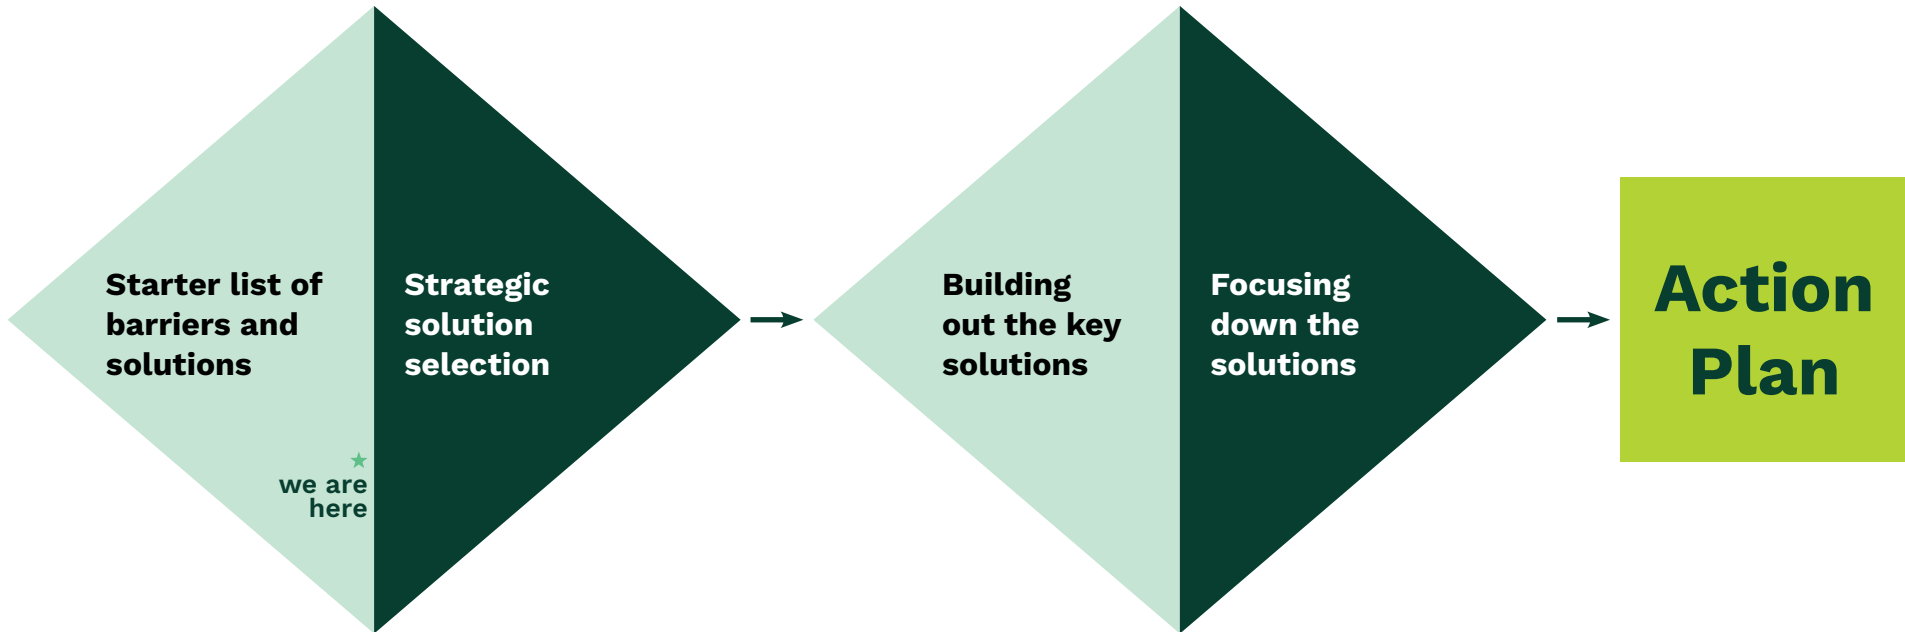 Starter list of
barriers and
solutions
★
we are
here
Strategic
solution
selection
Building
out the key
solutions
Focusing
down the
solutions
Action
Plan